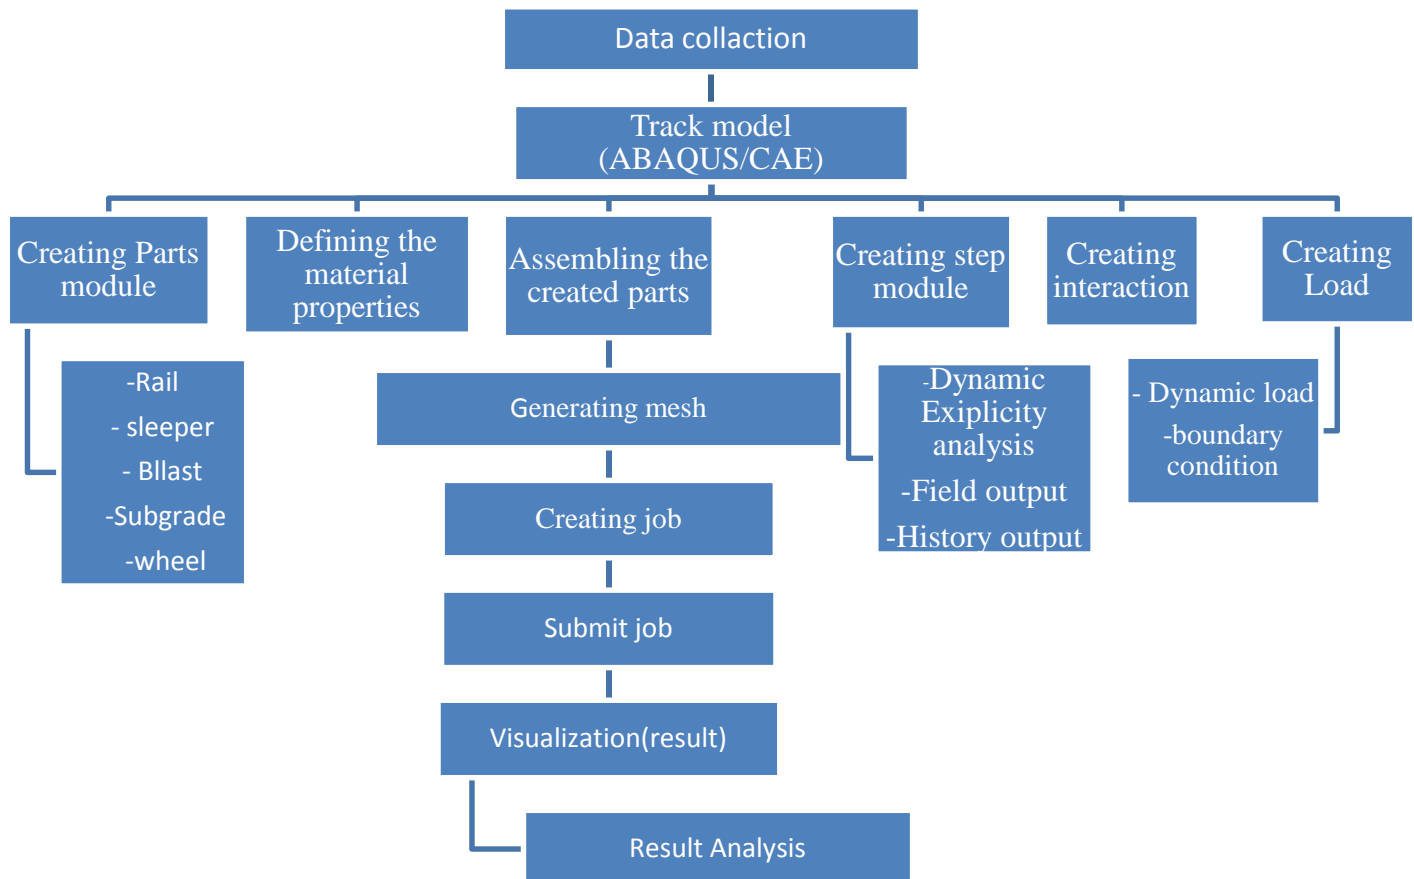 Data collaction
Track model
(ABAQUS/CAE)
Creating Parts
module
Defining the
material
properties
Assembling the
created parts
Creating step
module
Creating
interaction
Creating
Load
-Rail
- sleeper
- Bllast
-Subgrade
-wheel
Generating mesh
-Dynamic
Exiplicity
analysis
-Field output
-History output
- Dynamic load
-boundary
condition
Creating job
Submit job
Visualization(result)
Result Analysis